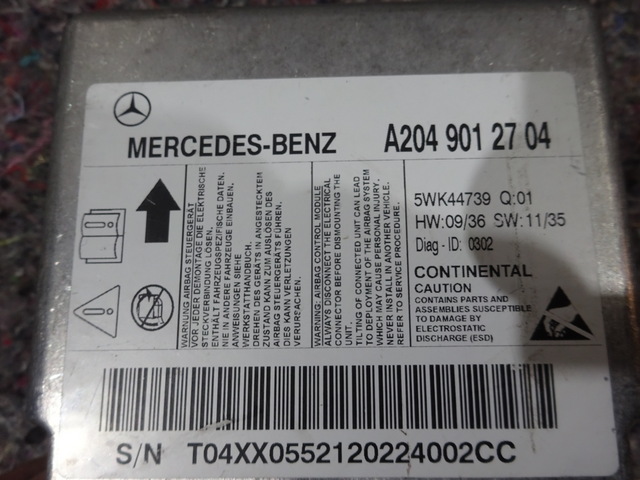 MERCEDES-BENZ A204 901 27 04
WARNUNG AIRBAG STEUERGERÄT
VOR JEDER DEMONTAGE DIE ELEKTRISCHE
STECKVERBINDUNG LÖSEN.
ENTHÄLT FAHRZEUGSPEZIFISCHE DATEN.
NIE IN ANDERE FAHRZEUGE EINBAUEN.
ANWEISUNGEN SIEHE
WERKSTATTHANDBUCH.
DREHEN DES GERÄTS IN ANGESTECKTEM
ZUSTAND KANN ZUM AUSLÖSEN DES
AIRBAG STEUERGERÄTS FÜHREN.
DIES KANN VERLETZUNGEN
VERURSACHEN.
WARNING: AIRBAG CONTROL MODULE
ALWAYS DISCONNECT THE ELECTRICAL
CONNECTOR BEFORE DISMOUNTING THE
UNIT.
TILTING OF CONNECTED UNIT CAN LEAD
TO DEPLOYMENT OF THE AIRBAG SYSTEM
WHICH MAY CAUSE PERSONAL INJURY.
NEVER INSTALL IN ANOTHER VEHICLE.
REFER TO SERVICE PROCEDURE.
5WK44739 Q:01
HW:09/36 SW:11/35
Diag - ID: 0302
CONTINENTAL
CAUTION
CONTAINS PARTS AND
ASSEMBLIES SUSCEPTIBLE
TO DAMAGE BY
ELECTROSTATIC
DISCHARGE (ESD)
S/N T04XX0552120224002CC